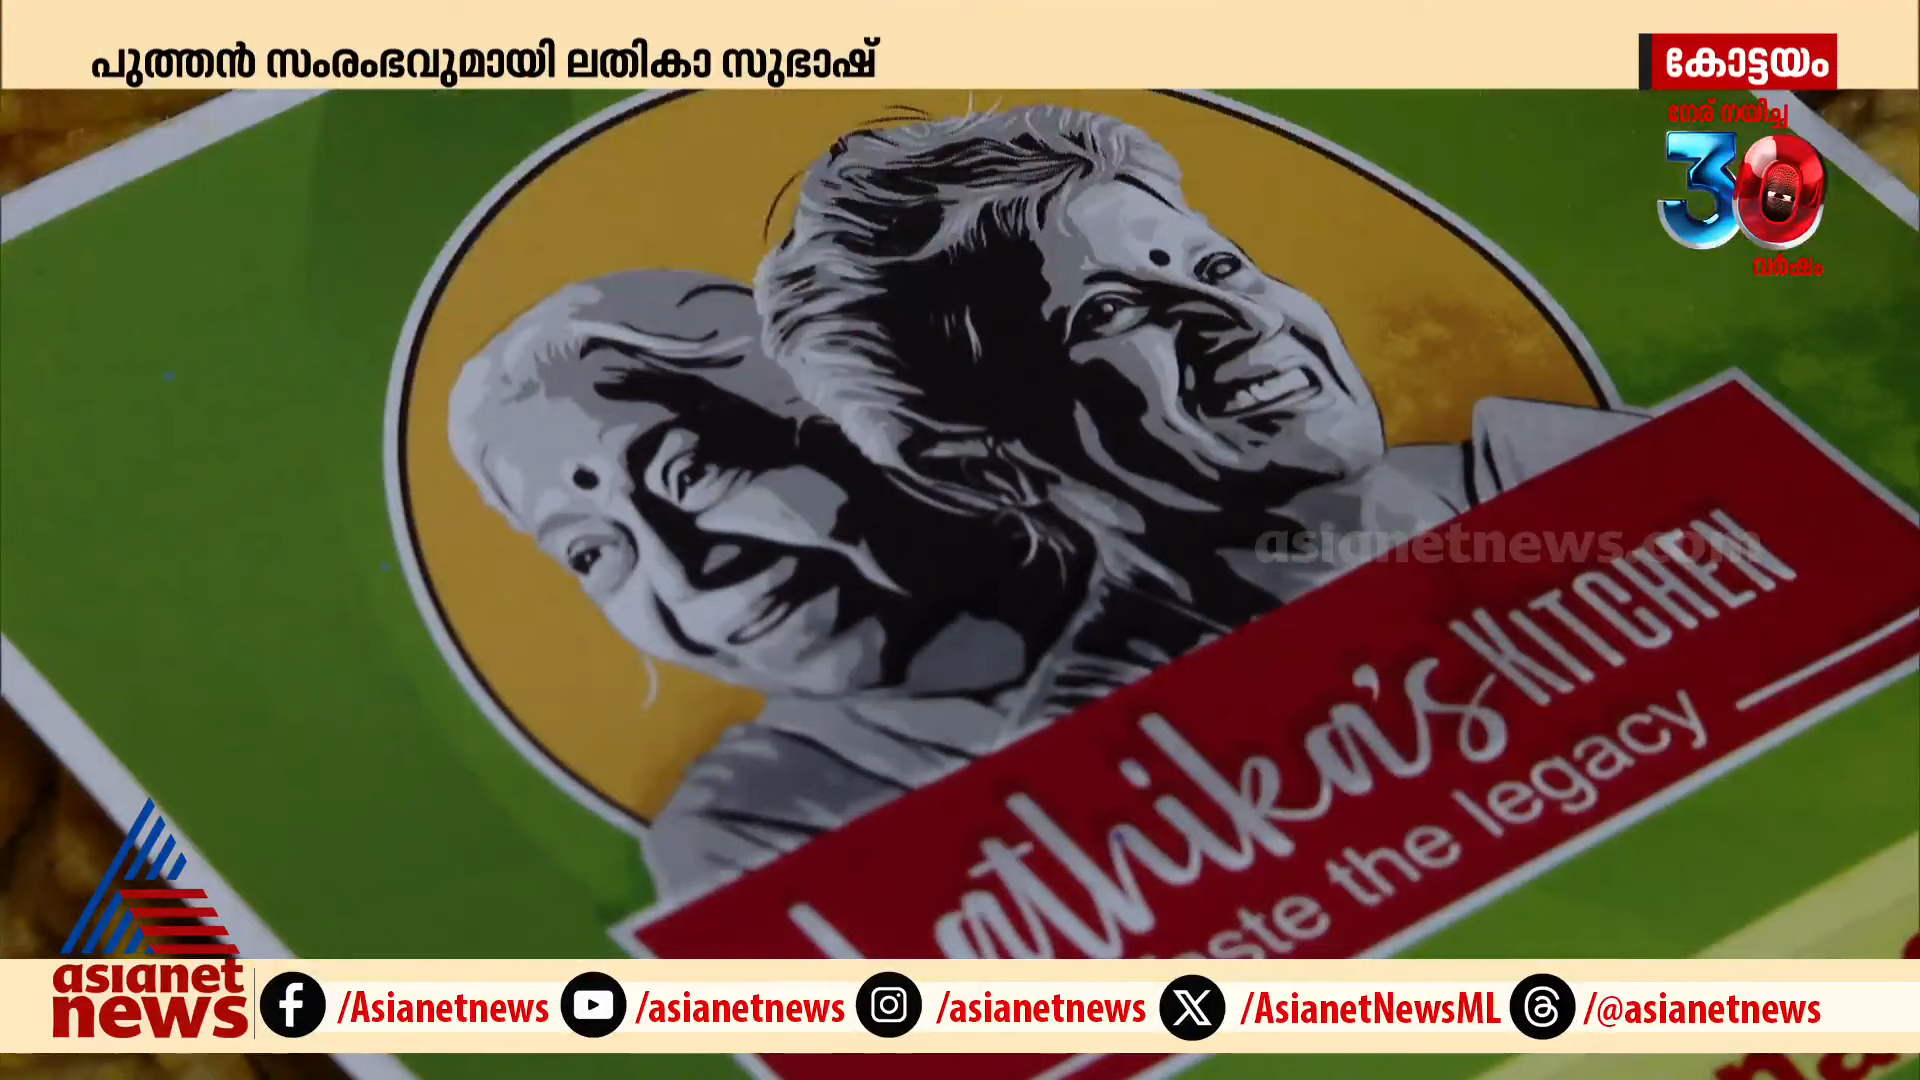 പുത്തൻ സംരംഭവുമായി ലതികാ സുഭാഷ്
കോട്ടയം
നേര് നയിച്ച
30
വർഷം
asianetnews.com
Lathika's KITCHEN
the legacy
asianet
news
/Asianetnews
/asianetnews
/asianetnews
/AsianetNewsML
/@asianetnews